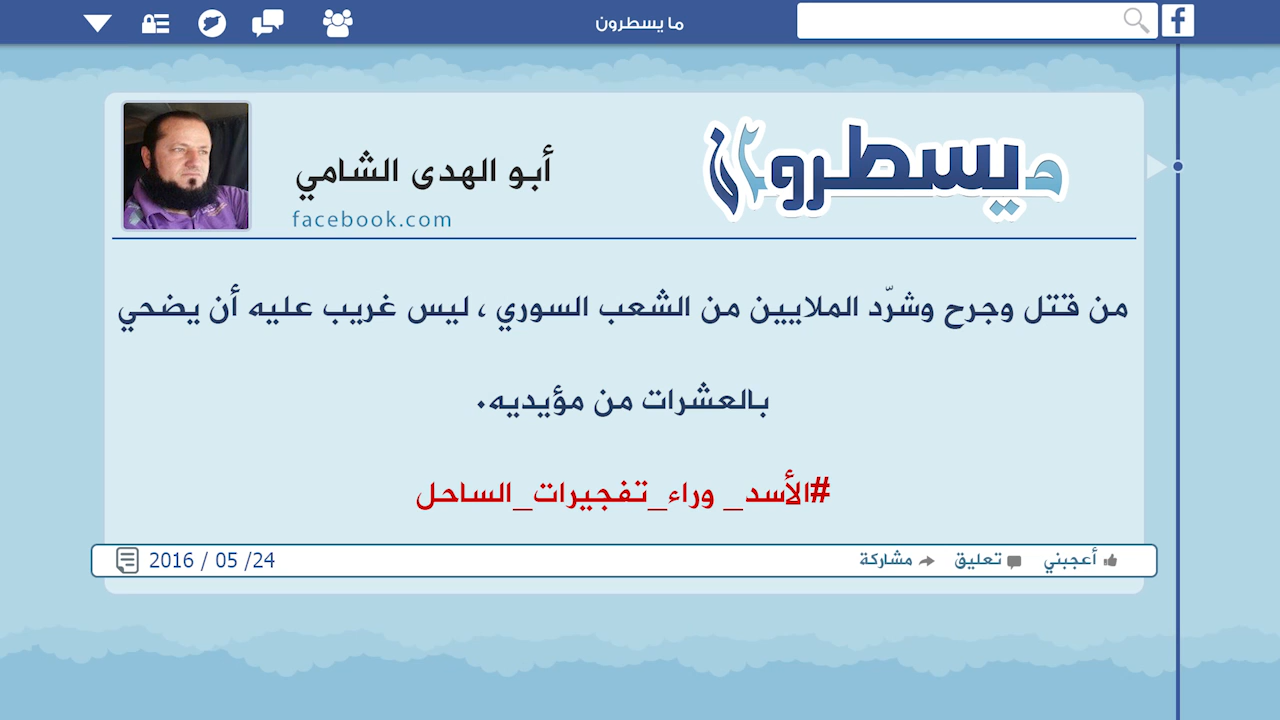 ما يسطرون
ما يسطرون
أبو الهدى الشامي
facebook.com
من قتل وجرح وشرّد الملايين من الشعب السوري ، ليس غريب عليه أن يضحي
بالعشرات من مؤيديه.
#الأسد_ وراء_تفجيرات_الساحل
أعجبني تعليق مشاركة
2016 / 05 /24